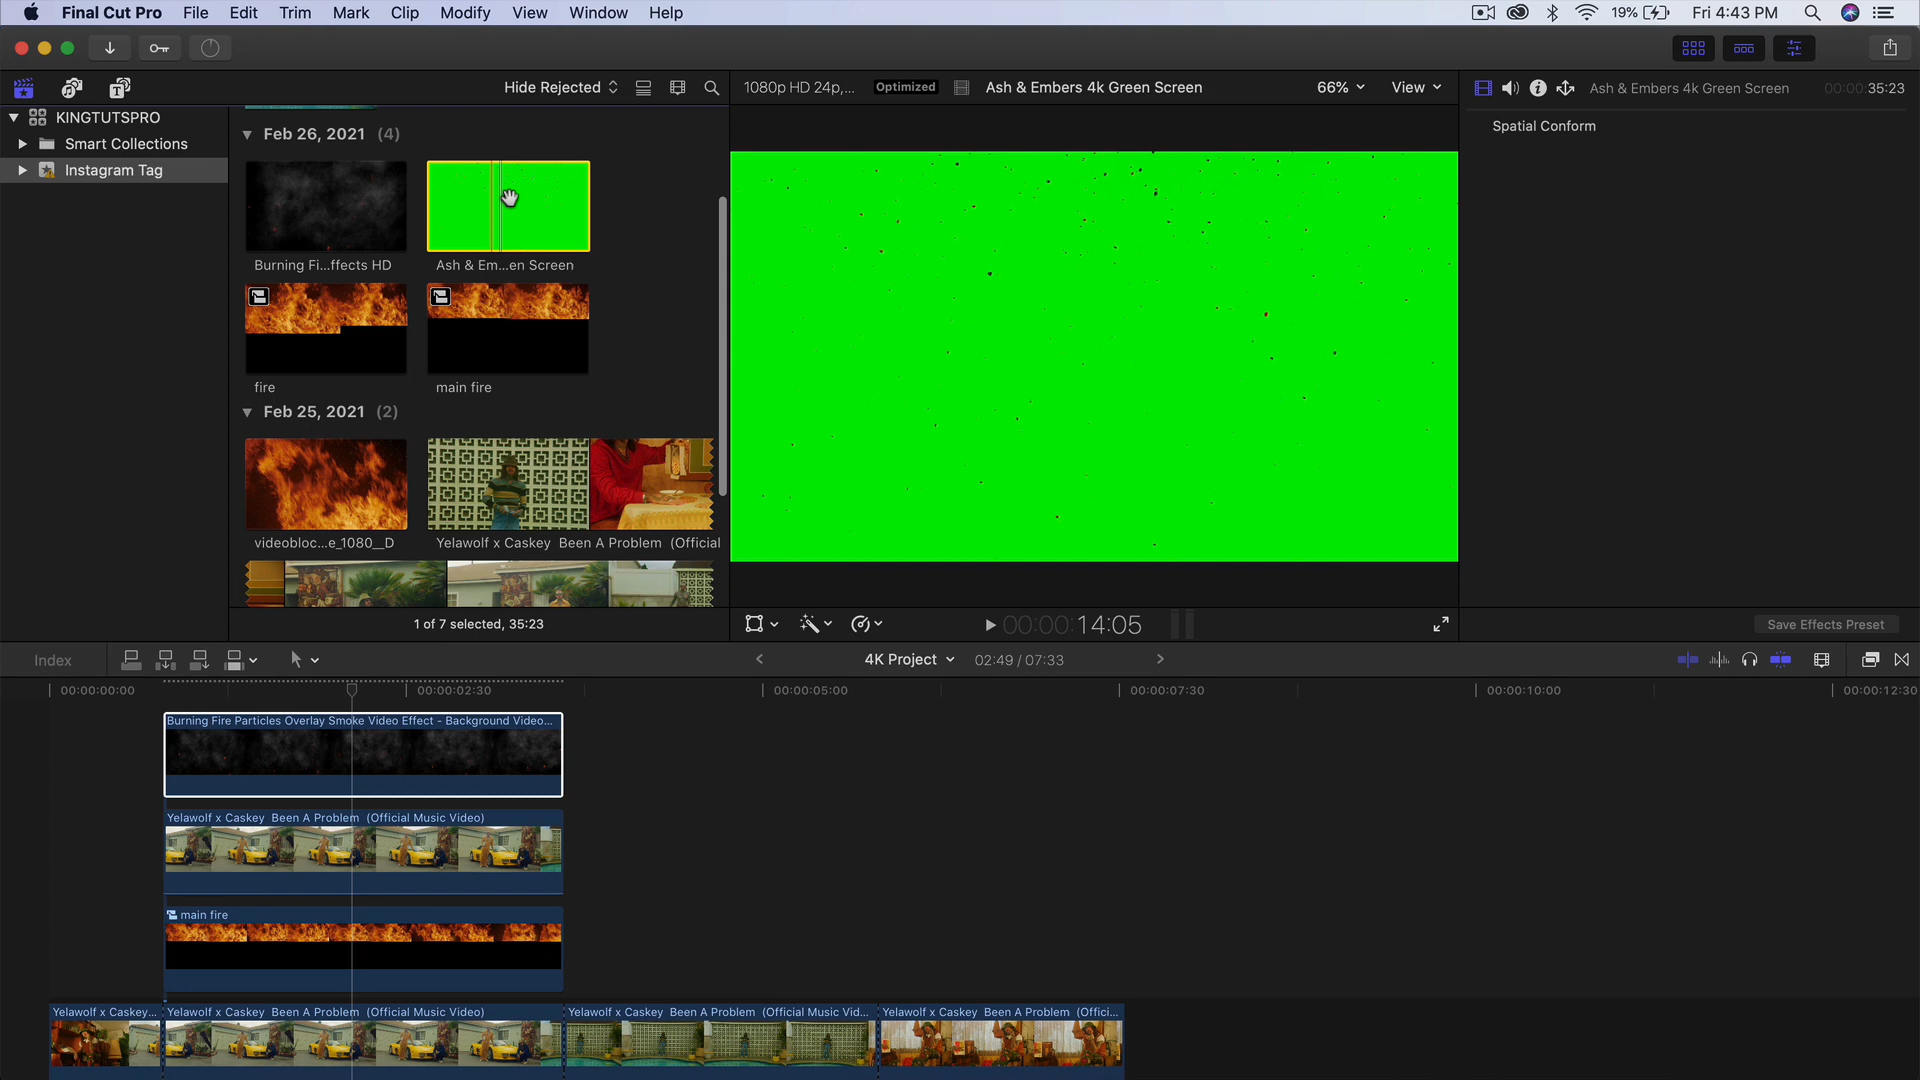 Final Cut Pro File Edit Trim Mark Clip Modify View Window Help 19% Fri 4:43 PM
Hide Rejected 1080p HD 24p,... Optimized Ash & Embers 4k Green Screen 66% View Ash & Embers 4k Green Screen 00:00:35:23
KINGTUTSPRO
Smart Collections
Instagram Tag
Feb 26, 2021 (4)
Burning Fi...ffects HD Ash & Em...en Screen
fire main fire
Feb 25, 2021 (2)
videobloc...e_1080__D Yelawolf x Caskey Been A Problem (Official
1 of 7 selected, 35:23
Spatial Conform
00:00:14:05
Save Effects Preset
Index 4K Project 02:49 / 07:33
00:00:00:00 00:00:02:30 00:00:05:00 00:00:07:30 00:00:10:00 00:00:12:30
Burning Fire Particles Overlay Smoke Video Effect - Background Video...
Yelawolf x Caskey Been A Problem (Official Music Video)
main fire
Yelawolf x Caskey... Yelawolf x Caskey Been A Problem (Official Music Video) Yelawolf x Caskey Been A Problem (Official Music Vid... Yelawolf x Caskey Been A Problem (Offici...